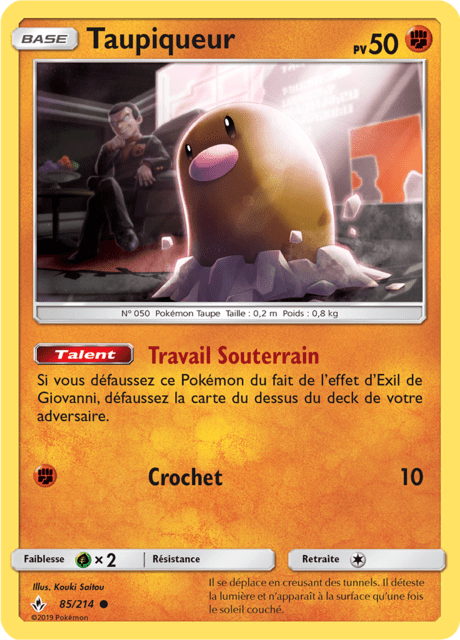 BASE Taupiqueur PV 50
N° 050 Pokémon Taupe Taille : 0,2 m Poids : 0,8 kg
Talent Travail Souterrain
Si vous défaussez ce Pokémon du fait de l'effet d'Exil de
Giovanni, défaussez la carte du dessus du deck de votre
adversaire.
Crochet 10
Faiblesse ×2 Résistance Retraite
Illus. Kouki Saitou
85/214
©2019 Pokémon
Il se déplace en creusant des tunnels. Il déteste
la lumière et n'apparaît à la surface qu'une fois
le soleil couché.